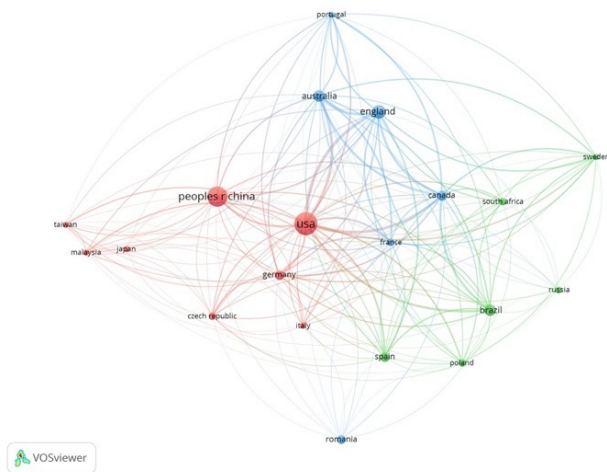 portugal
australia
england
sweden
peoples r china
canada
south africa
taiwan
usa
france
malaysia
japan
germany
russia
czech republic
italy
brazil
spain
poland
romania
VOSviewer